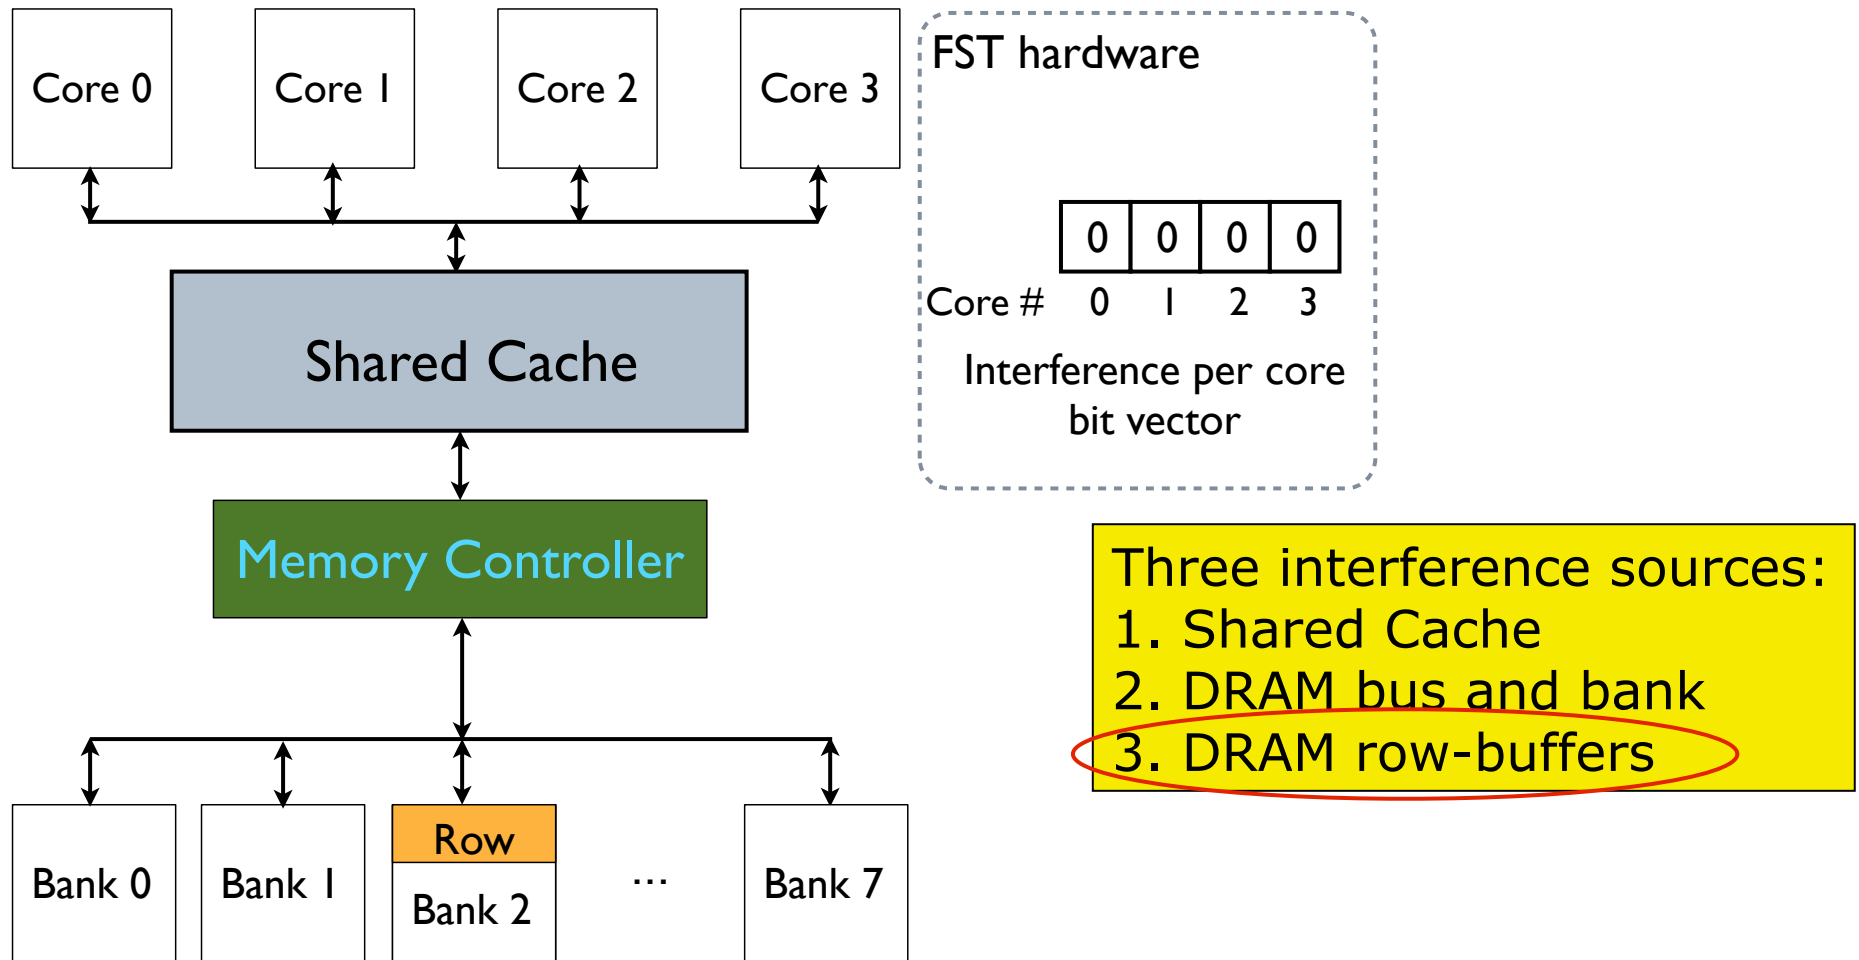 Core 0
Core 1
Core 2
Core 3
FST hardware
0 0 0 0
Core # 0 1 2 3
Interference per core
bit vector
Shared Cache
Memory Controller
Three interference sources:
1. Shared Cache
2. DRAM bus and bank
3. DRAM row-buffers
Bank 0
Bank 1
Row
Bank 2
...
Bank 7